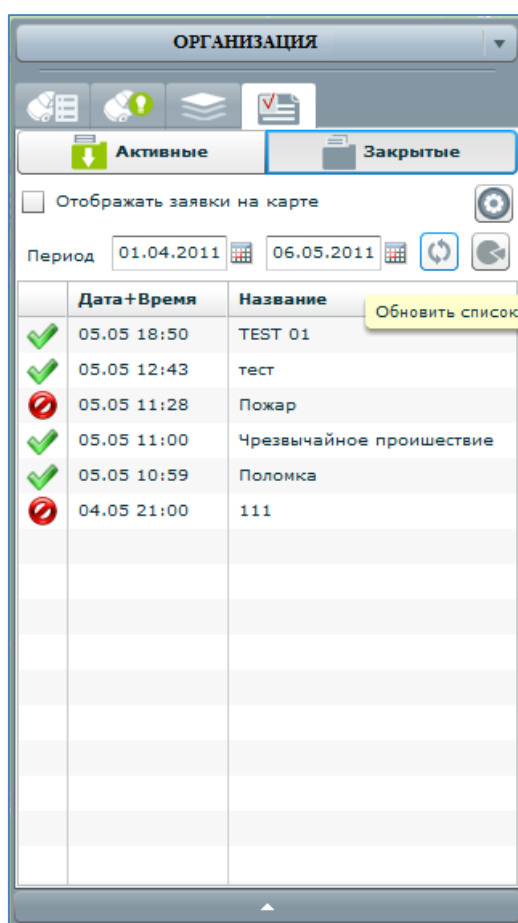 ОРГАНИЗАЦИЯ
Активные Закрытые
Отображать заявки на карте
Период 01.04.2011 06.05.2011
Дата+Время Название
Обновить список
05.05 18:50 TEST 01
05.05 12:43 тест
05.05 11:28 Пожар
05.05 11:00 Чрезвычайное проишествие
05.05 10:59 Поломка
04.05 21:00 111